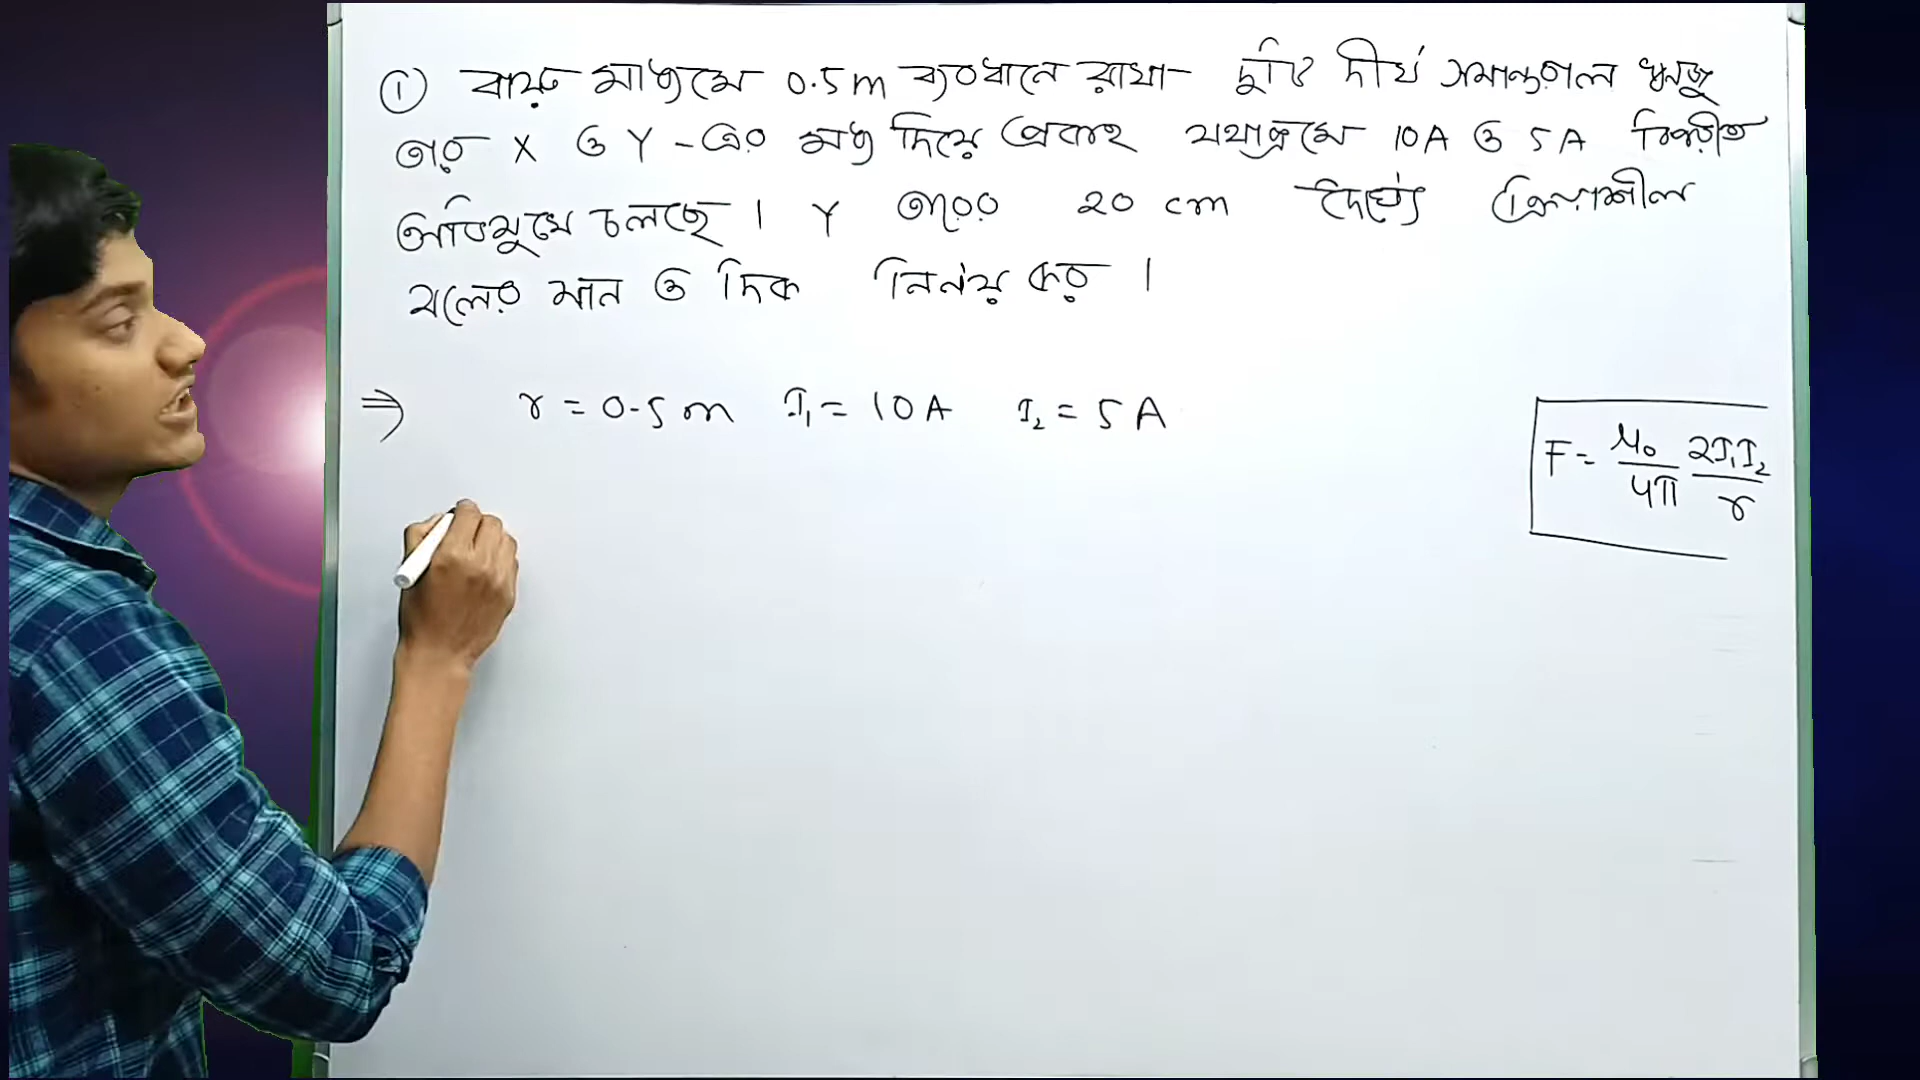 ① বায়ু মাধ্যমে 0.5m ব্যবধানে রাখা দুটি দীর্ঘ সমান্তরাল ঋজু
তার X ও Y-এর মধ্য দিয়ে প্রবাহ যথাক্রমে 10A ও 5A বিপরীত
অভিমুখে চলছে। Y তারের 20 cm দৈর্ঘ্যে ক্রিয়াশীল
বলের মান ও দিক নির্ণয় কর।
⇒ r = 0.5 m I₁ = 10 A I₂ = 5 A
F = μ₀/4π 2I₁I₂/r